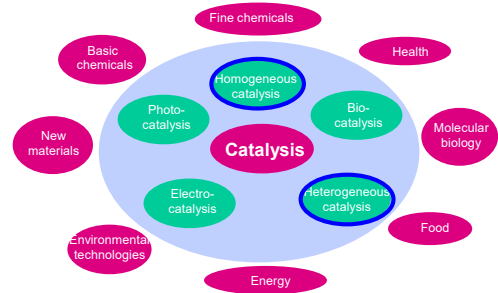 Fine chemicals
Basic
chemicals
Health
Homogeneous
catalysis
Photo-
catalysis
Bio-
catalysis
New
materials
Catalysis
Molecular
biology
Electro-
catalysis
Heterogeneous
catalysis
Food
Environmental
technologies
Energy